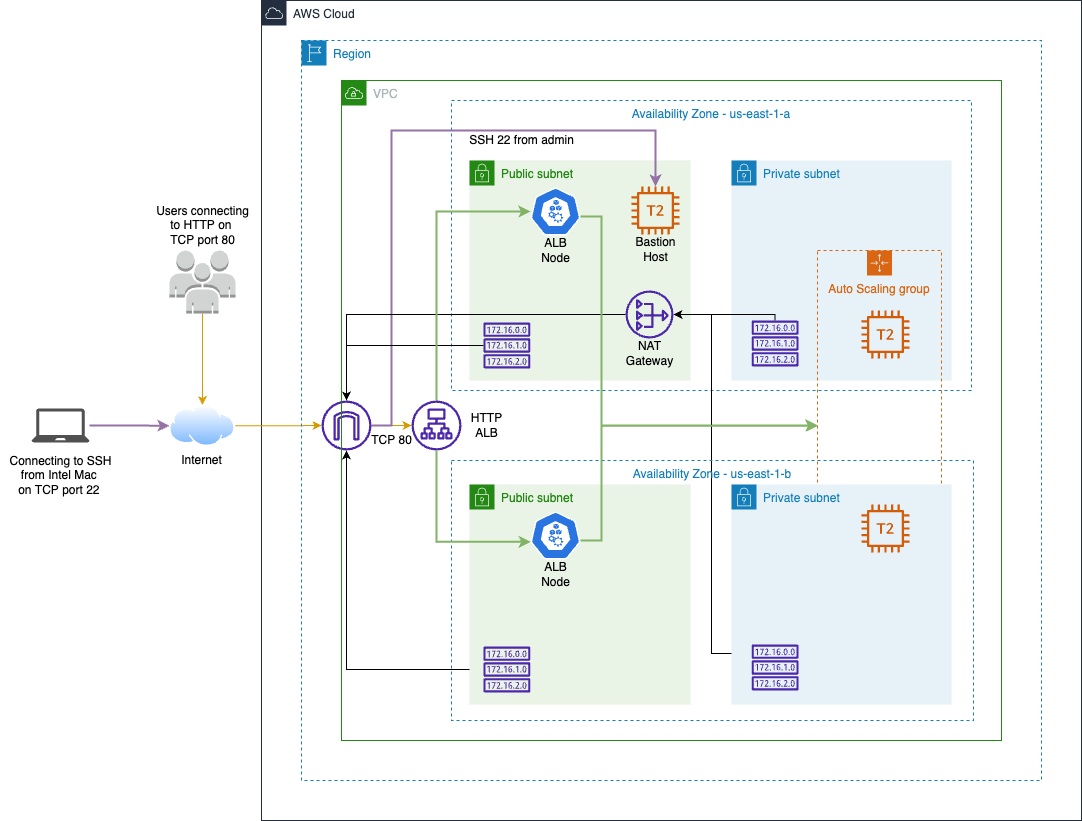 AWS Cloud
Region
VPC
Availability Zone - us-east-1-a
SSH 22 from admin
Public subnet
Private subnet
Users connecting
to HTTP on
TCP port 80
T2
ALB
Node
Bastion
Host
Auto Scaling group
172.16.0.0
172.16.1.0
172.16.2.0
NAT
Gateway
172.16.0.0
172.16.1.0
172.16.2.0
T2
Connecting to SSH
from Intel Mac
on TCP port 22
Internet
TCP 80
HTTP
ALB
Availability Zone - us-east-1-b
Public subnet
Private subnet
ALB
Node
T2
172.16.0.0
172.16.1.0
172.16.2.0
172.16.0.0
172.16.1.0
172.16.2.0